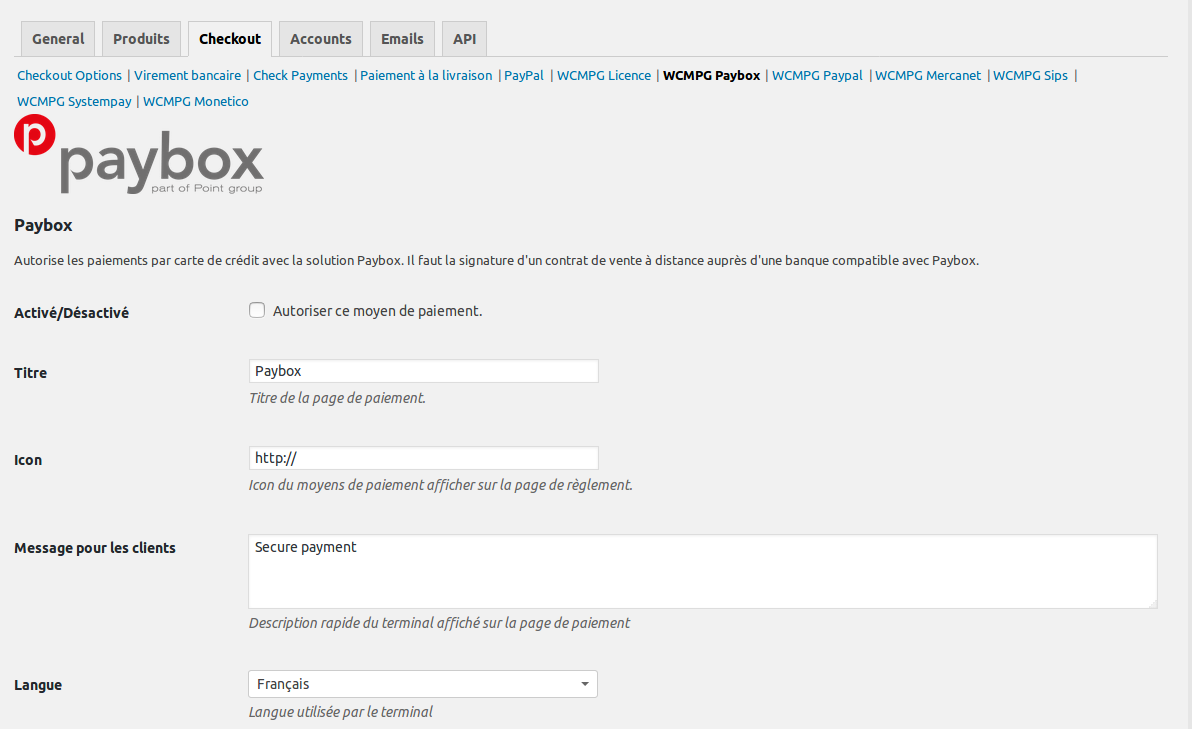 General Produits Checkout Accounts Emails API
Checkout Options | Virement bancaire | Check Payments | Paiement à la livraison | PayPal | WCMPG Licence | WCMPG Paybox | WCMPG Paypal | WCMPG Mercanet | WCMPG Sips |
WCMPG Systempay | WCMPG Monetico
p paybox
part of Point group
Paybox
Autorise les paiements par carte de crédit avec la solution Paybox. Il faut la signature d'un contrat de vente à distance auprès d'une banque compatible avec Paybox.
Activé/Désactivé Autoriser ce moyen de paiement.
Titre Paybox
Titre de la page de paiement.
Icon http://
Icon du moyens de paiement afficher sur la page de règlement.
Message pour les clients Secure payment
Description rapide du terminal affiché sur la page de paiement
Langue Français
Langue utilisée par le terminal